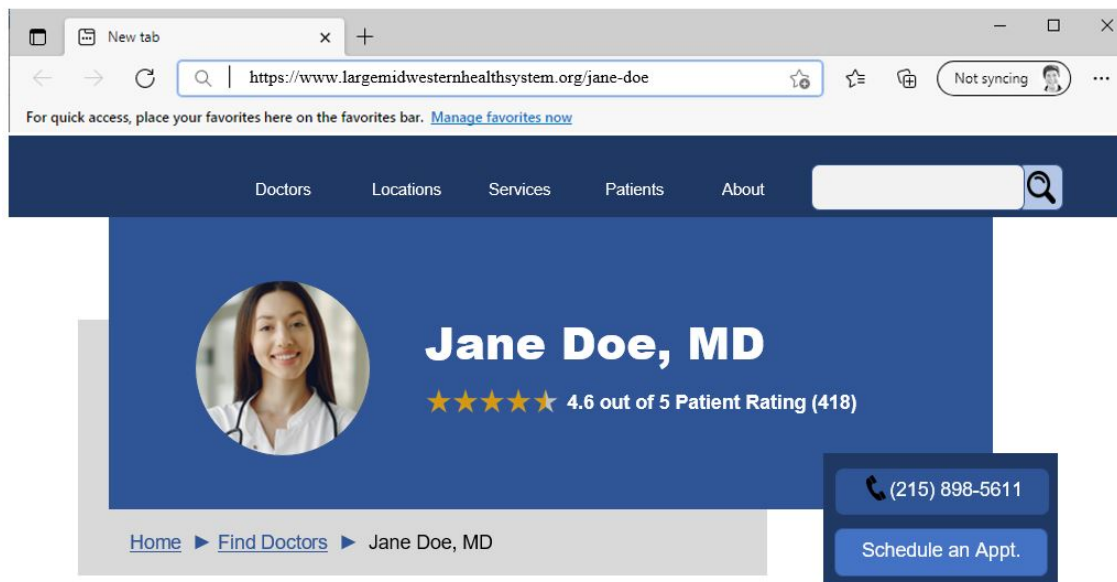 New tab
https://www.largemidwesternhealthsystem.org/jane-doe
Not syncing
For quick access, place your favorites here on the favorites bar. Manage favorites now
Doctors Locations Services Patients About
Jane Doe, MD
4.6 out of 5 Patient Rating (418)
(215) 898-5611
Home ► Find Doctors ► Jane Doe, MD
Schedule an Appt.